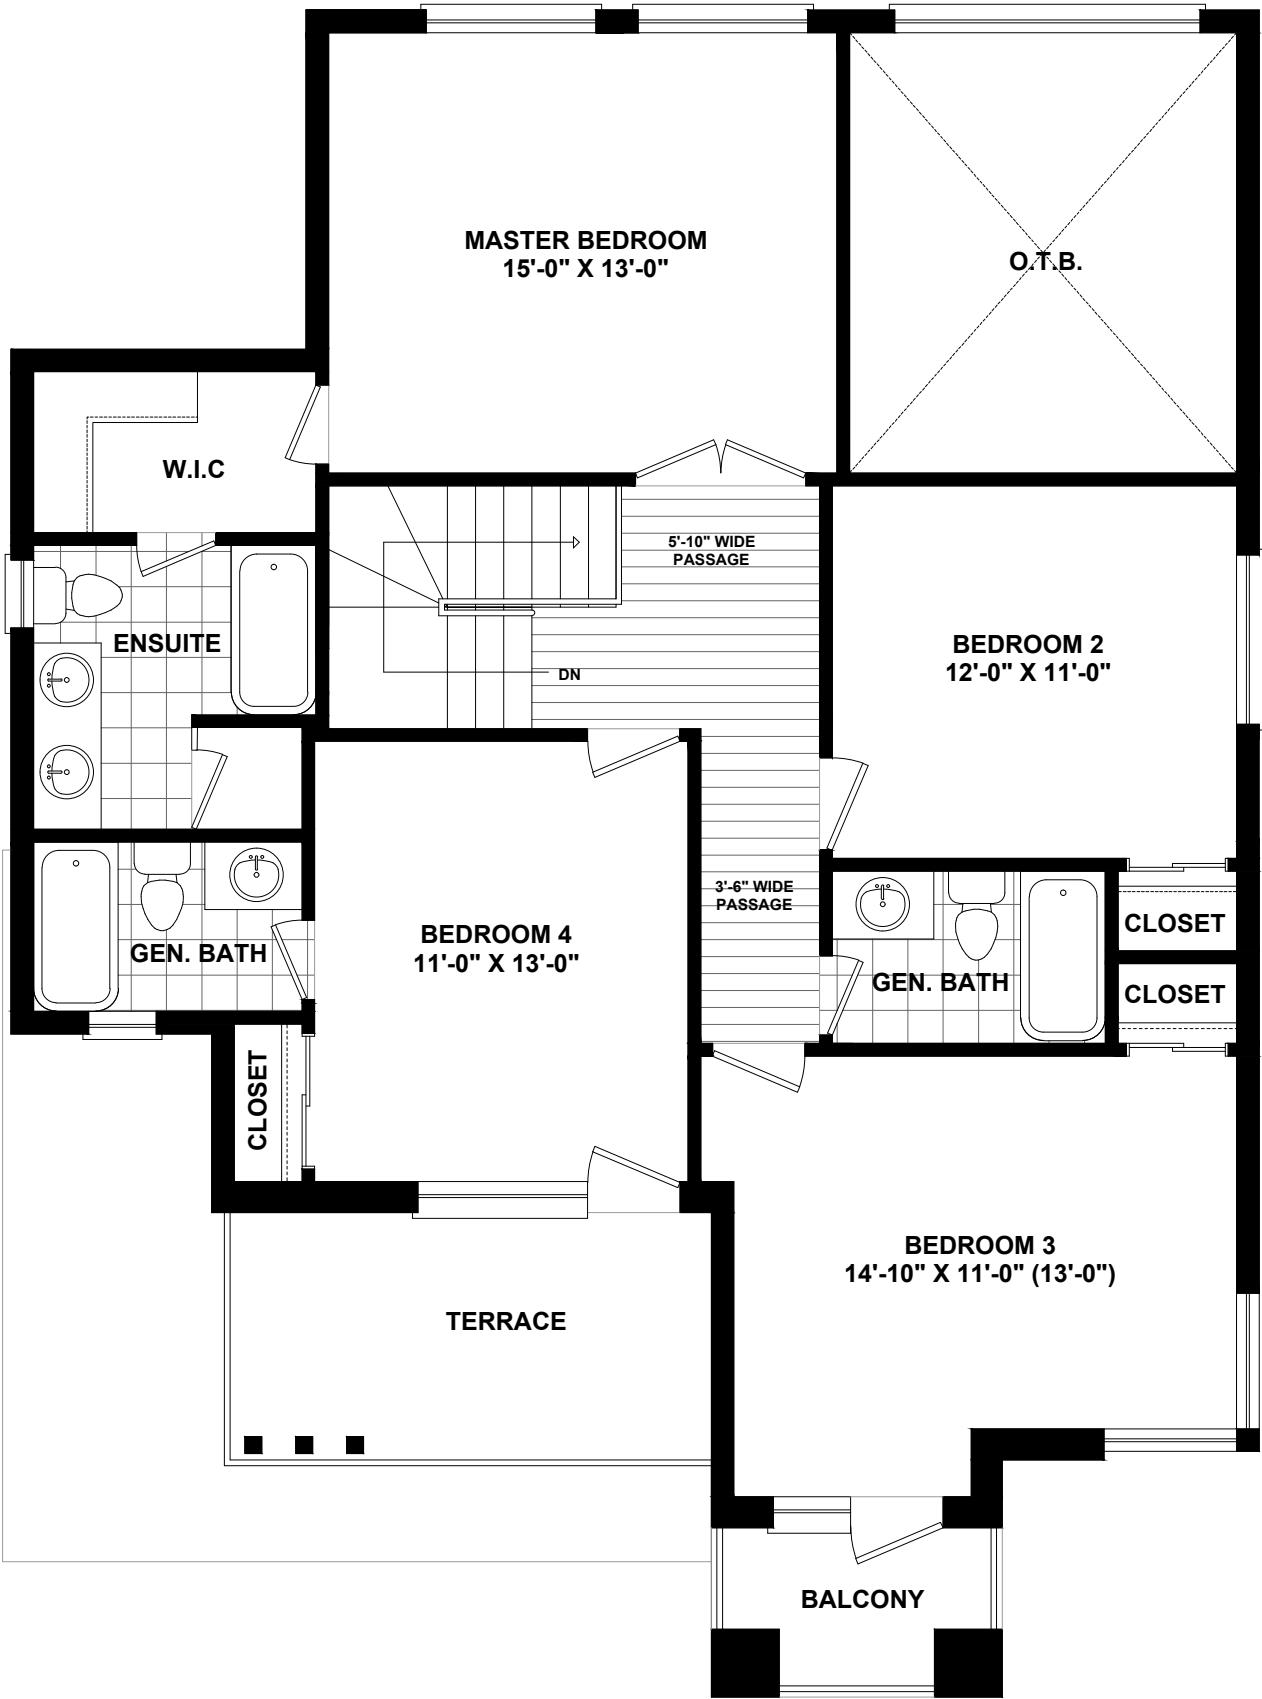 MASTER BEDROOM
15'-0" X 13'-0"
O.T.B.
W.I.C
5'-10" WIDE
PASSAGE
ENSUITE
DN
BEDROOM 2
12'-0" X 11'-0"
3'-6" WIDE
PASSAGE
BEDROOM 4
11'-0" X 13'-0"
GEN. BATH
GEN. BATH
CLOSET
CLOSET
CLOSET
BEDROOM 3
14'-10" X 11'-0" (13'-0")
TERRACE
BALCONY